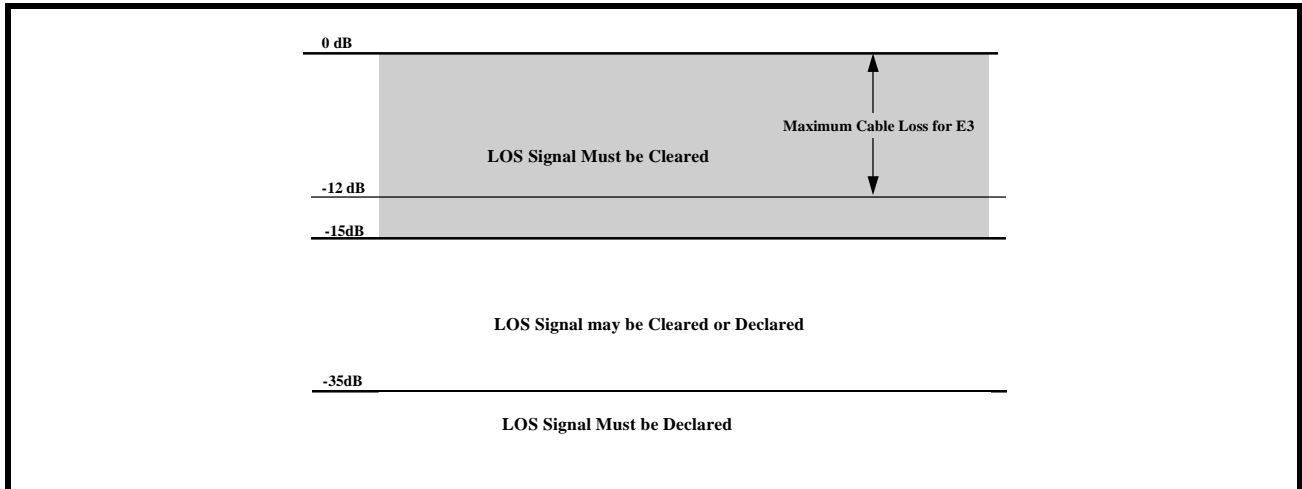 0 dB
Maximum Cable Loss for E3
LOS Signal Must be Cleared
-12 dB
-15dB
LOS Signal may be Cleared or Declared
-35dB
LOS Signal Must be Declared